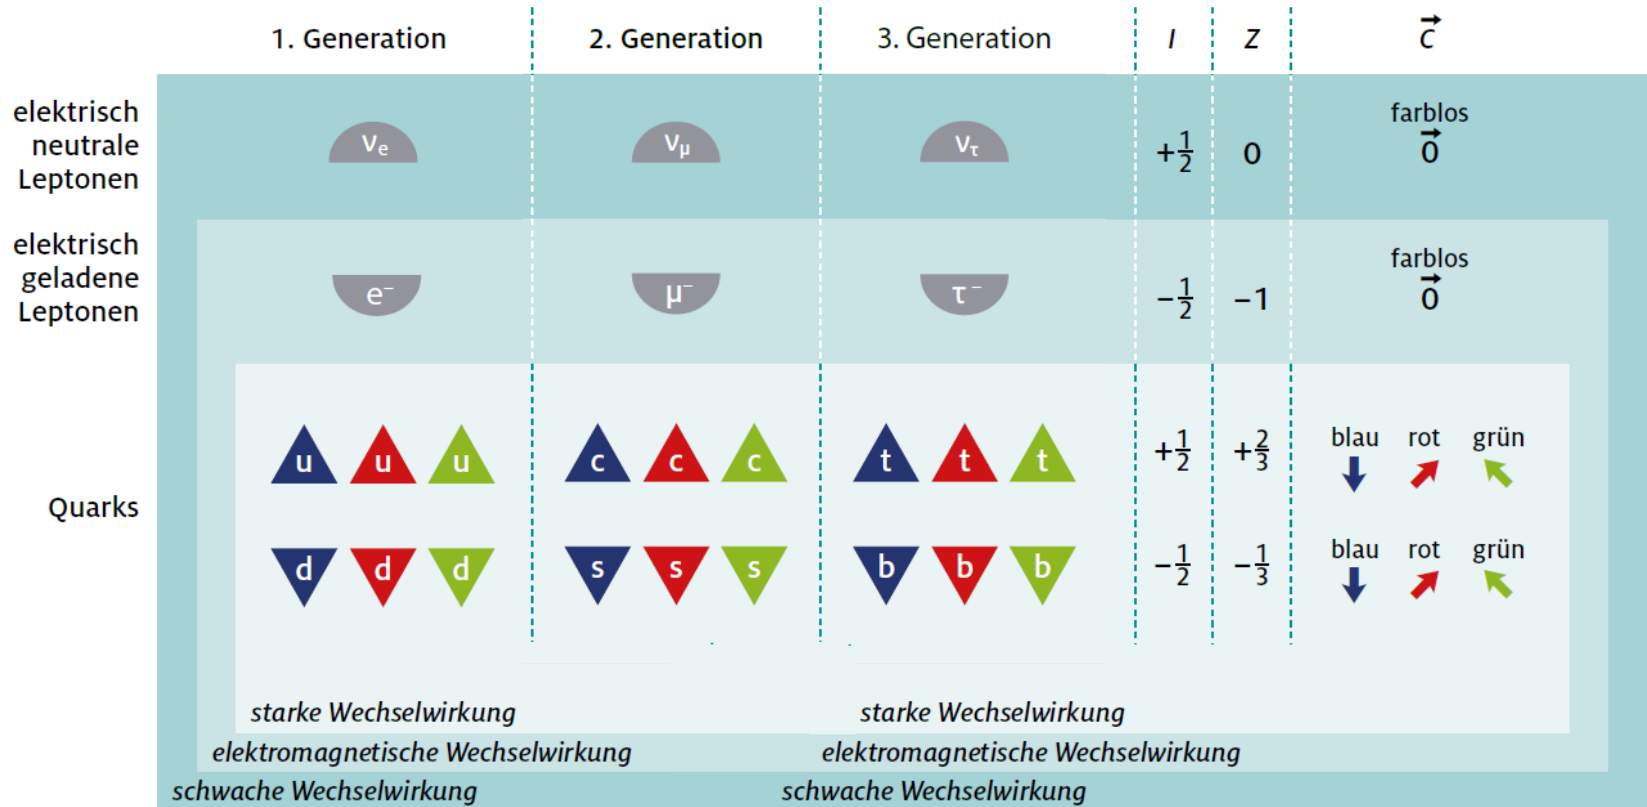 1. Generation 2. Generation 3. Generation I Z C⃗
elektrisch
neutrale
Leptonen
νe νμ ντ +1/2 0 farblos
0⃗
elektrisch
geladene
Leptonen
e⁻ μ⁻ τ⁻ −1/2 −1 farblos
0⃗
Quarks
u u u c c c t t t +1/2 +2/3 blau rot grün
d d d s s s b b b −1/2 −1/3 blau rot grün
starke Wechselwirkung starke Wechselwirkung
elektromagnetische Wechselwirkung elektromagnetische Wechselwirkung
schwache Wechselwirkung schwache Wechselwirkung